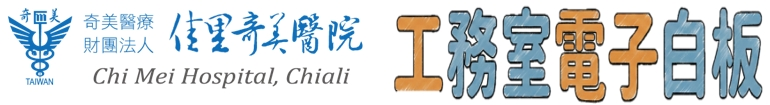 奇美
TAIWAN
奇美醫療
財團法人
佳里奇美醫院
Chi Mei Hospital, Chiali
工務室電子白板